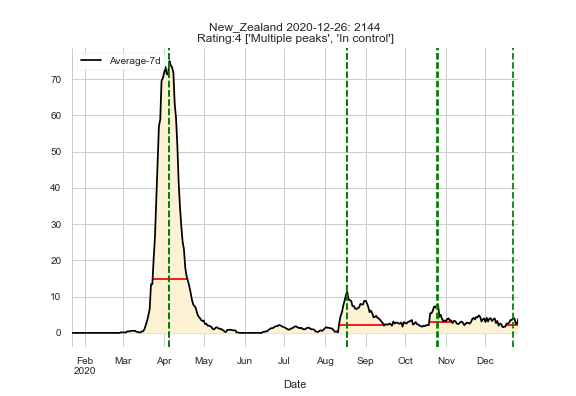 New_Zealand 2020-12-26: 2144
Rating:4 ['Multiple peaks', 'In control']
Average-7d
70
60
50
40
30
20
10
0
Feb Mar Apr May Jun Jul Aug Sep Oct Nov Dec
2020
Date